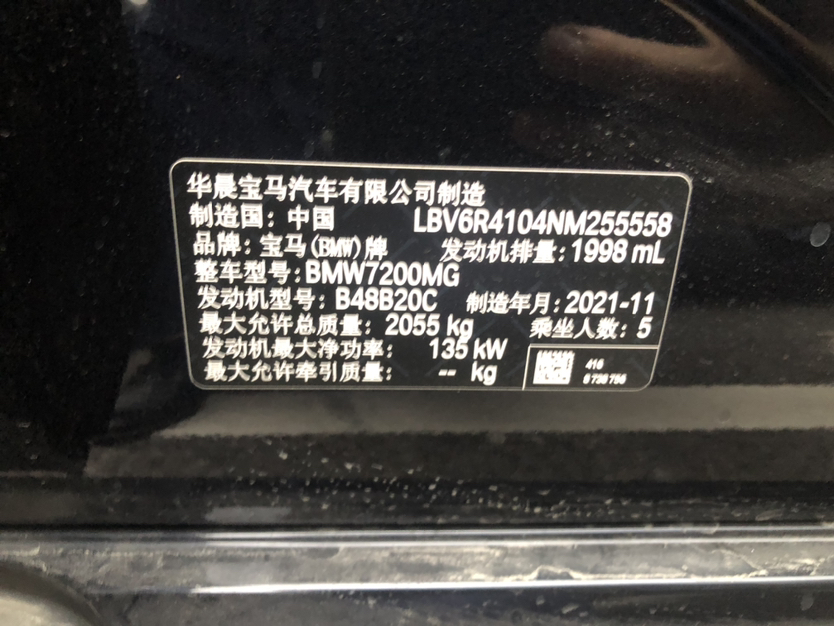 华晨宝马汽车有限公司制造
制造国：中国 LBV6R4104NM255558
品牌：宝马(BMW)牌 发动机排量：1998 mL
整车型号：BMW7200MG
发动机型号：B48B20C 制造年月：2021-11
最大允许总质量：2055 kg 乘坐人数：5
发动机最大净功率：135 kW
最大允许牵引质量：-- kg
416
6 736 756